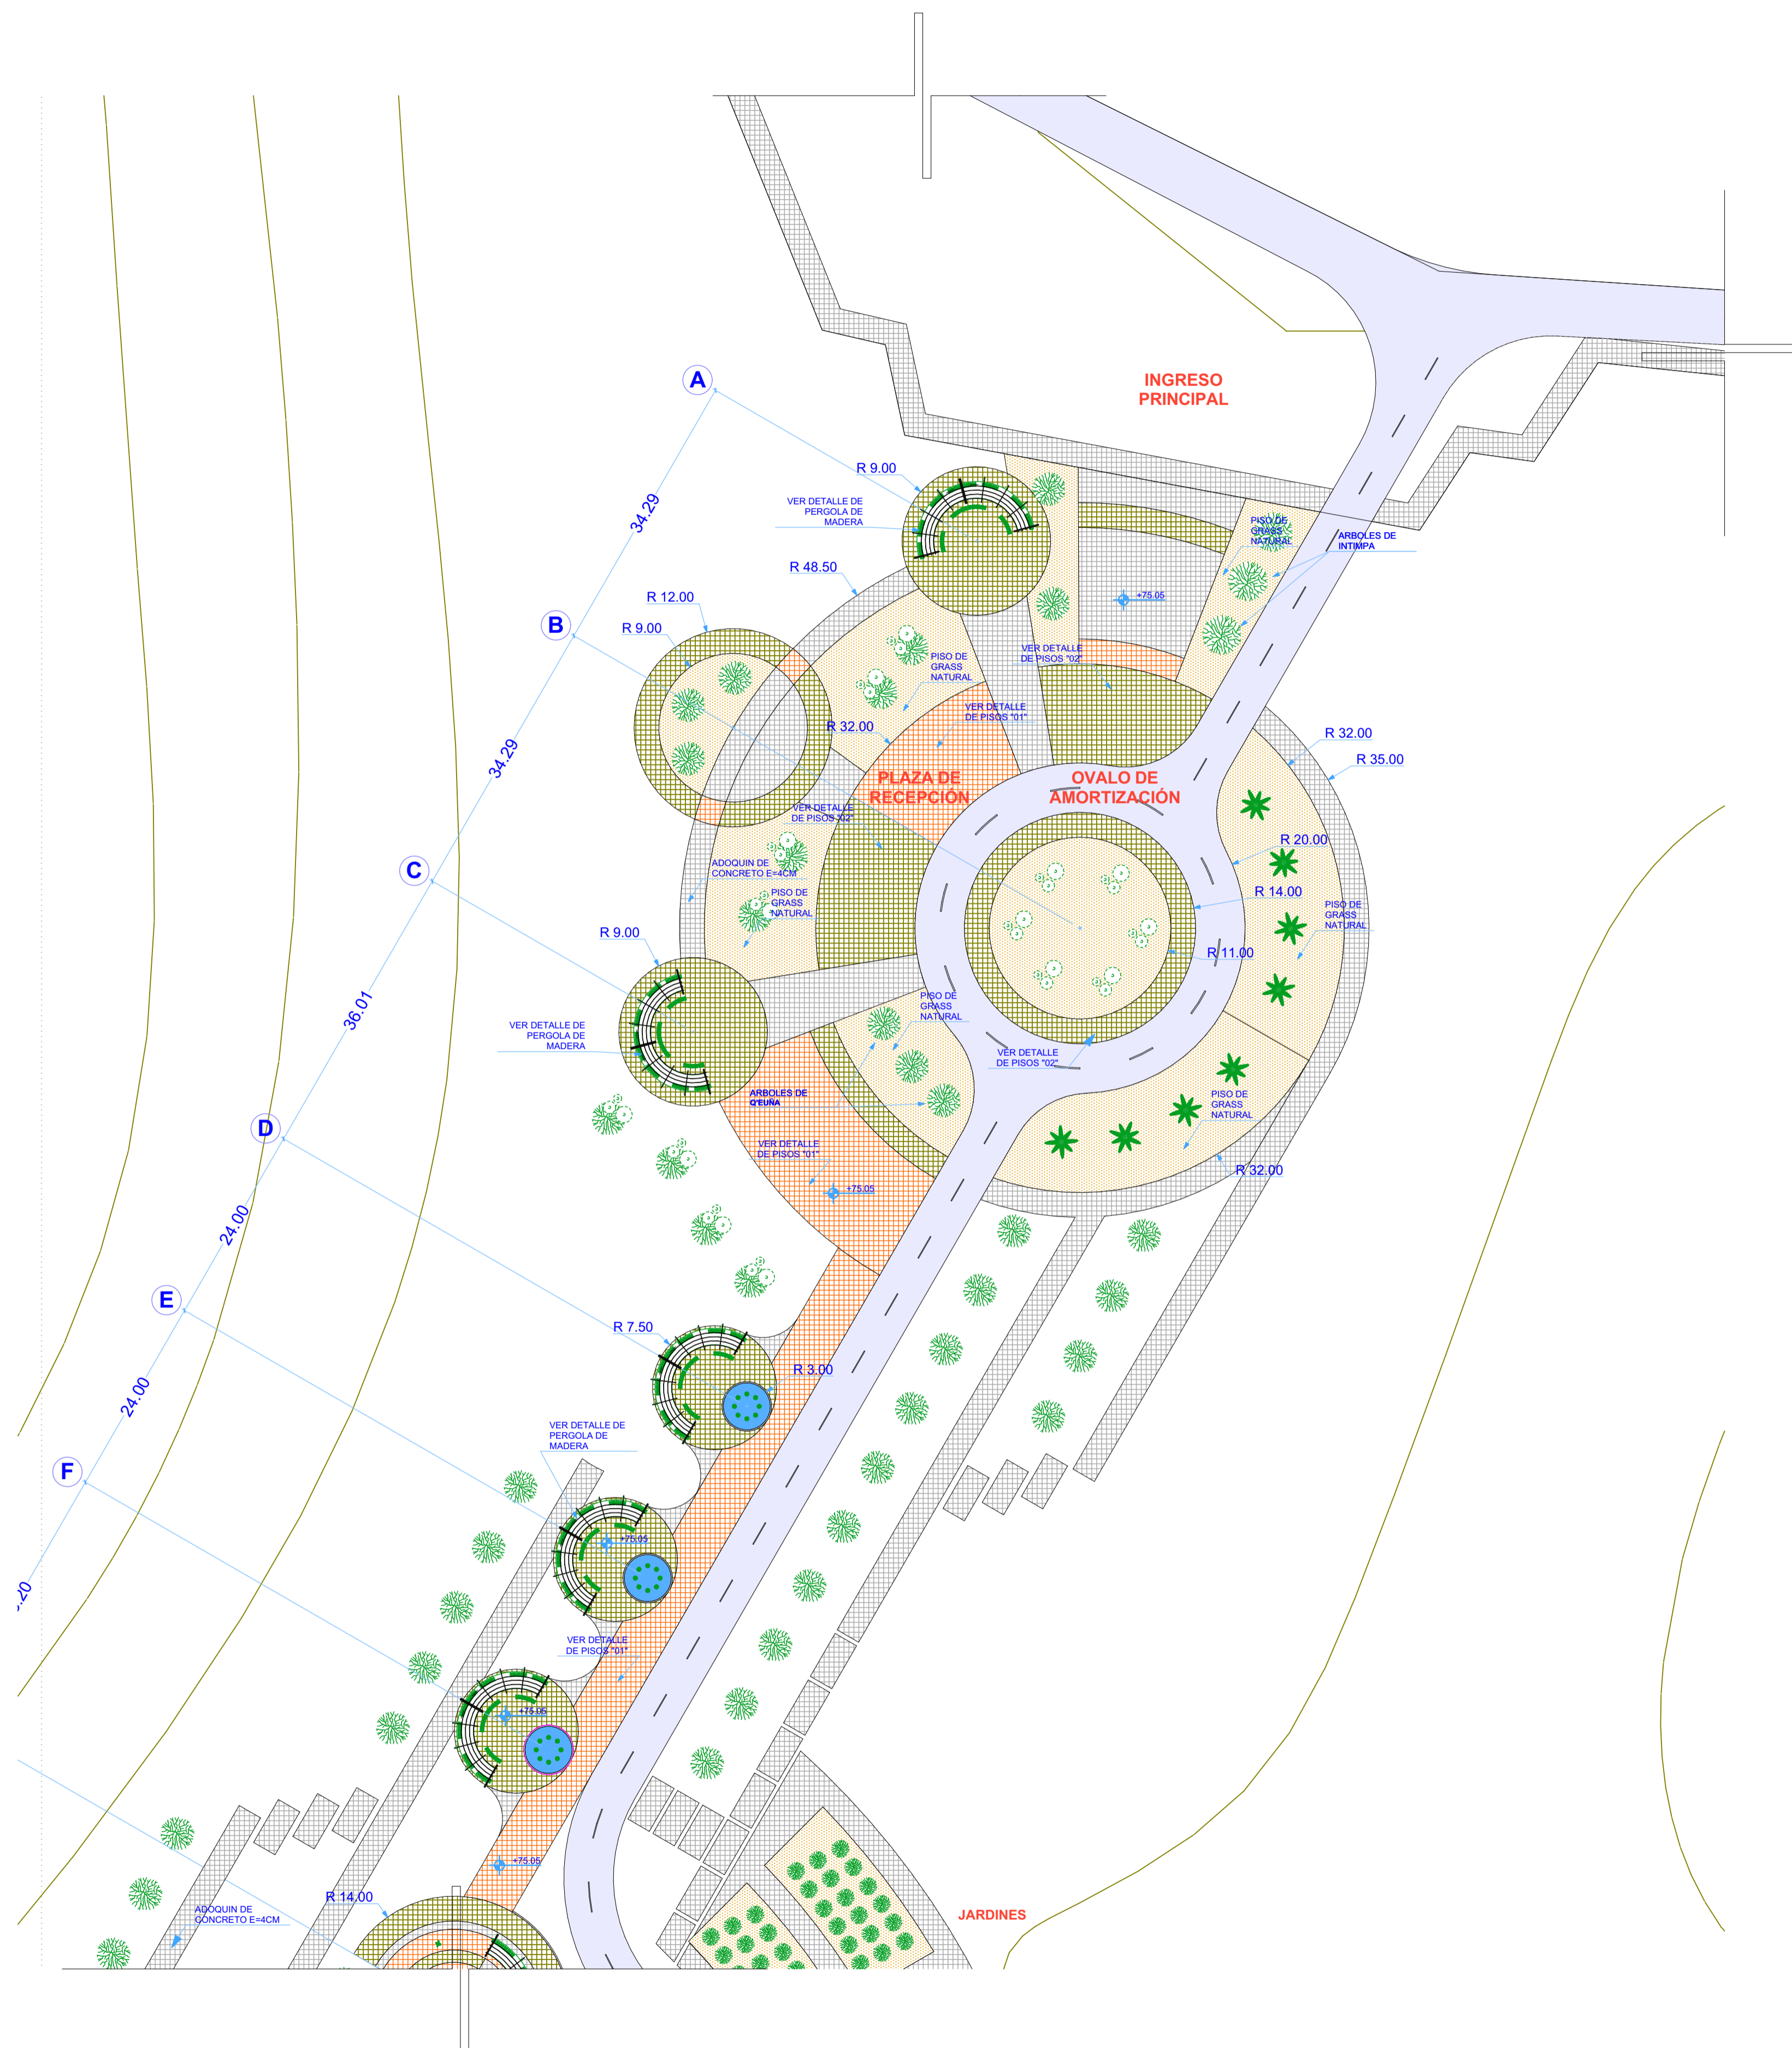 INGRESO
PRINCIPAL
A
34.29
R 9.00
VER DETALLE DE
PERGOLA DE
MADERA
PISO DE
GRASS
NATURAL
ARBOLES DE
INTIMPA
R 48.50
R 12.00
+75.05
B
R 9.00
VER DETALLE
DE PISOS "02"
PISO DE
GRASS
NATURAL
VER DETALLE
DE PISOS "01"
R 32.00
R 32.00
R 35.00
34.29
PLAZA DE
RECEPCIÓN
OVALO DE
AMORTIZACIÓN
VER DETALLE
DE PISOS "02"
R 20.00
C
ADOQUIN DE
CONCRETO E=4CM
PISO DE
GRASS
NATURAL
R 14.00
PISO DE
GRASS
NATURAL
R 9.00
R 11.00
36.01
PISO DE
GRASS
NATURAL
VER DETALLE DE
PERGOLA DE
MADERA
VER DETALLE
DE PISOS "02"
ARBOLES DE
Q'EUÑA
PISO DE
GRASS
NATURAL
D
VER DETALLE
DE PISOS "01"
R 32.00
+75.05
24.00
E
R 7.50
R 3.00
24.00
VER DETALLE DE
PERGOLA DE
MADERA
F
+75.05
.20
VER DETALLE
DE PISOS "01"
+75.05
+75.05
R 14.00
ADOQUIN DE
CONCRETO E=4CM
JARDINES